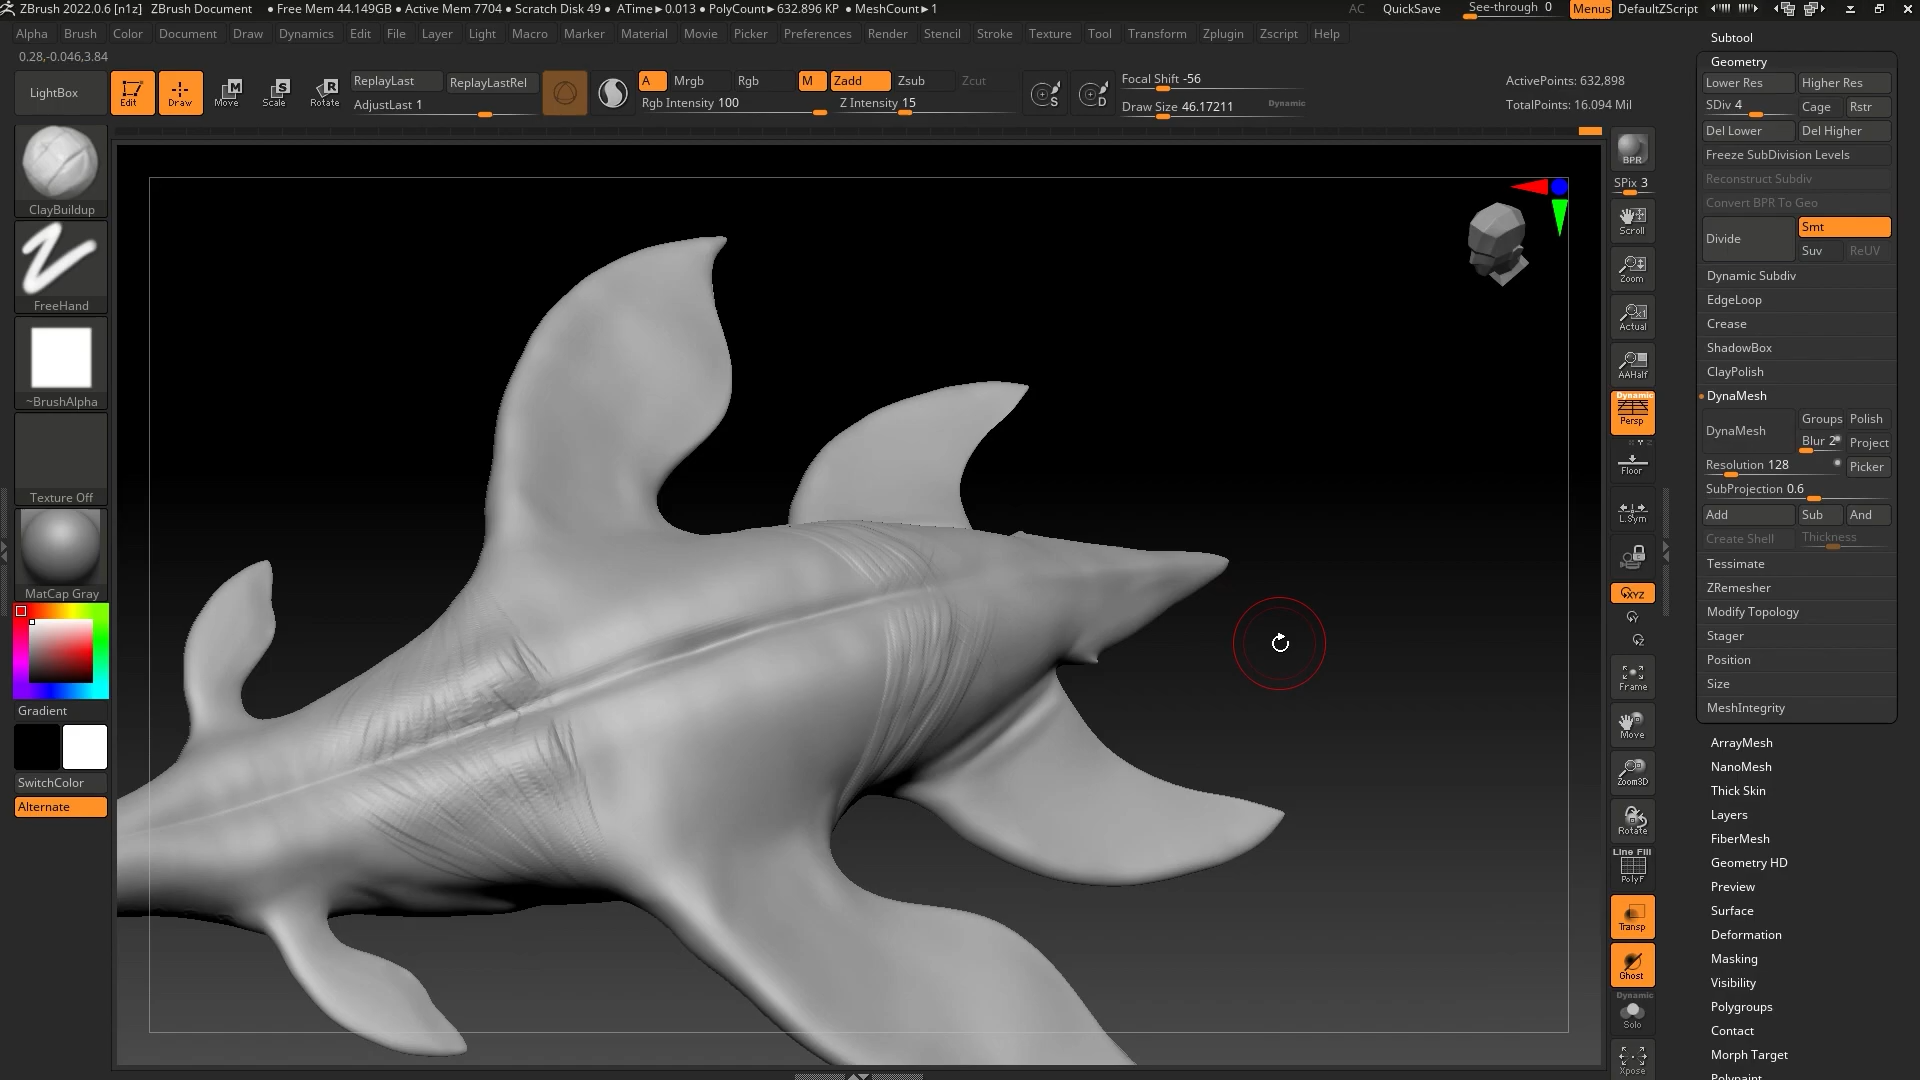 ZBrush 2022.0.6 [n1z] ZBrush Document ● Free Mem 44.149GB ● Active Mem 7704 ● Scratch Disk 49 ● ATime►0.013 ● PolyCount►632.896 KP ● MeshCount►1 AC QuickSave See-through 0 Menus DefaultZScript
Alpha Brush Color Document Draw Dynamics Edit File Layer Light Macro Marker Material Movie Picker Preferences Render Stencil Stroke Texture Tool Transform Zplugin Zscript Help
0.28,-0.046,3.84
LightBox
Edit
Draw
Move
Scale
Rotate
ReplayLast
ReplayLastRel
AdjustLast 1
A
Mrgb
Rgb
M
Zadd
Zsub
Zcut
Rgb Intensity 100
Z Intensity 15
S
D
Focal Shift -56
Draw Size 46.17211
Dynamic
ActivePoints: 632,898
TotalPoints: 16.094 Mil
ClayBuildup
FreeHand
~BrushAlpha
Texture Off
MatCap Gray
Gradient
SwitchColor
Alternate
BPR
SPix 3
Scroll
Zoom
Actual
AAHalf
Dynamic
Persp
Floor
L.Sym
XYZ
Frame
Move
Zoom3D
Rotate
Line Fill
PolyF
Transp
Ghost
Dynamic
Solo
Xpose
Subtool
Geometry
Lower Res Higher Res
SDiv 4 Cage Rstr
Del Lower Del Higher
Freeze SubDivision Levels
Reconstruct Subdiv
Convert BPR To Geo
Divide Smt
Suv ReUV
Dynamic Subdiv
EdgeLoop
Crease
ShadowBox
ClayPolish
DynaMesh
DynaMesh Groups Polish
Blur 2 Project
Resolution 128 Picker
SubProjection 0.6
Add Sub And
Create Shell Thickness
Tessimate
ZRemesher
Modify Topology
Stager
Position
Size
MeshIntegrity
ArrayMesh
NanoMesh
Thick Skin
Layers
FiberMesh
Geometry HD
Preview
Surface
Deformation
Masking
Visibility
Polygroups
Contact
Morph Target
Polypaint